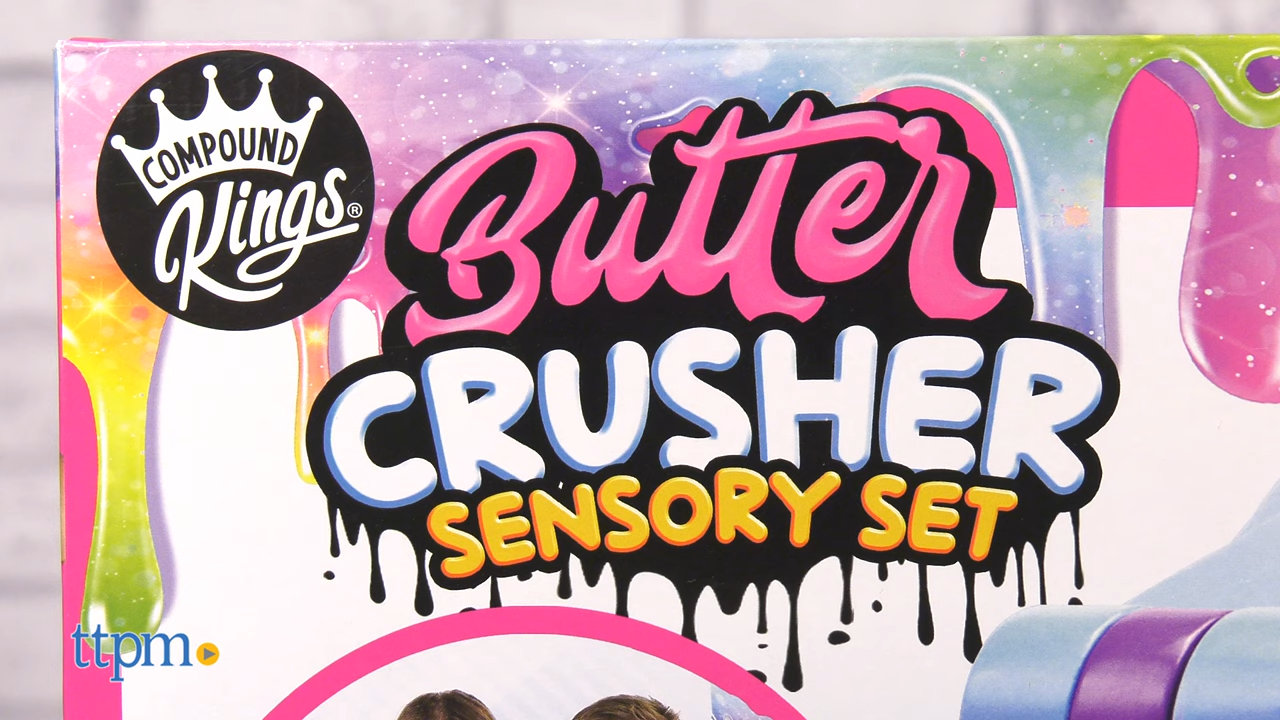 COMPOUND
Kings®
Butter
CRUSHER
SENSORY SET
ttpm